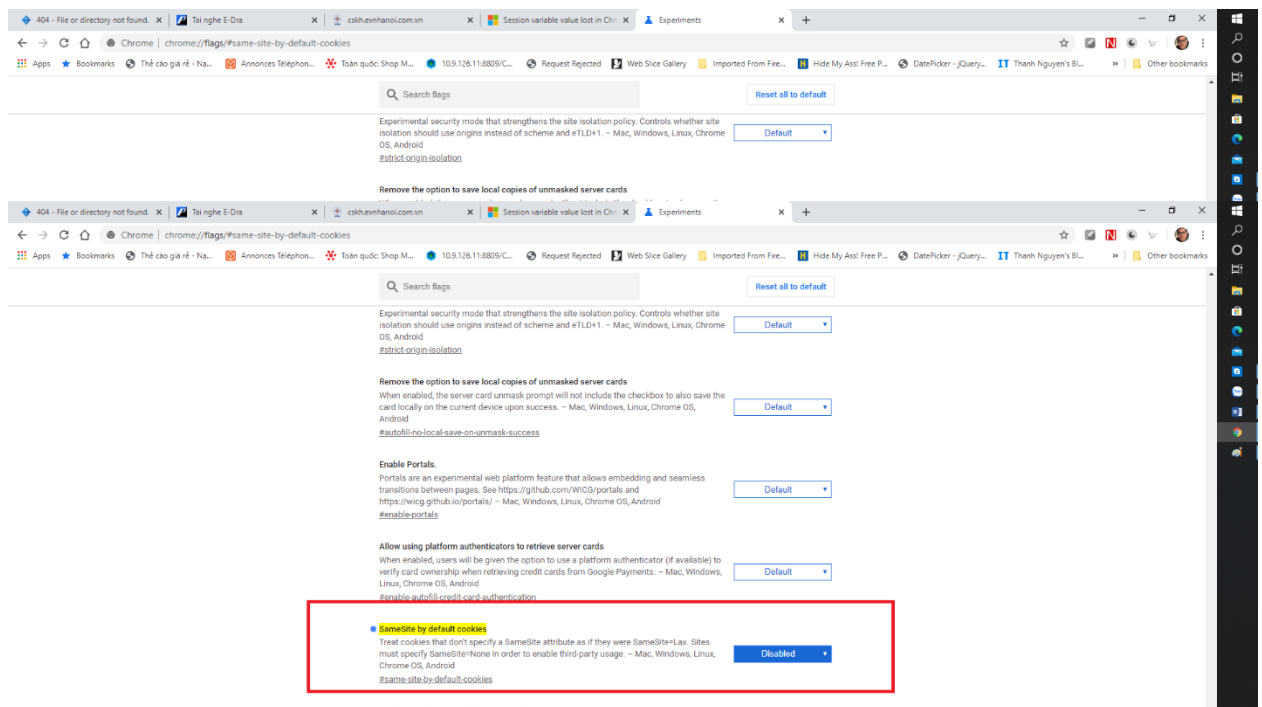 404 - File or directory not found.
Tai nghe E-Dra
cskh.evnhanoi.com.vn
Session variable value lost in Chr
Experiments
Chrome | chrome://flags/#same-site-by-default-cookies
Apps
Bookmarks
Thẻ cào giá rẻ - Na...
Annonces Téléphon...
Toàn quốc: Shop M...
10.9.126.11:8809/C...
Request Rejected
Web Slice Gallery
Imported From Fire...
Hide My Ass! Free P...
DatePicker - jQuery...
Thanh Nguyen's Bl...
Other bookmarks
Search flags
Reset all to default
Experimental security mode that strengthens the site isolation policy. Controls whether site
isolation should use origins instead of scheme and eTLD+1. – Mac, Windows, Linux, Chrome
OS, Android
#strict-origin-isolation
Default
Remove the option to save local copies of unmasked server cards
404 - File or directory not found.
Tai nghe E-Dra
cskh.evnhanoi.com.vn
Session variable value lost in Chr
Experiments
Chrome | chrome://flags/#same-site-by-default-cookies
Apps
Bookmarks
Thẻ cào giá rẻ - Na...
Annonces Téléphon...
Toàn quốc: Shop M...
10.9.126.11:8809/C...
Request Rejected
Web Slice Gallery
Imported From Fire...
Hide My Ass! Free P...
DatePicker - jQuery...
Thanh Nguyen's Bl...
Other bookmarks
Search flags
Reset all to default
Experimental security mode that strengthens the site isolation policy. Controls whether site
isolation should use origins instead of scheme and eTLD+1. – Mac, Windows, Linux, Chrome
OS, Android
#strict-origin-isolation
Default
Remove the option to save local copies of unmasked server cards
When enabled, the server card unmask prompt will not include the checkbox to also save the
card locally on the current device upon success. – Mac, Windows, Linux, Chrome OS,
Android
#autofill-no-local-save-on-unmask-success
Default
Enable Portals.
Portals are an experimental web platform feature that allows embedding and seamless
transitions between pages. See https://github.com/WICG/portals and
https://wicg.github.io/portals/ – Mac, Windows, Linux, Chrome OS, Android
#enable-portals
Default
Allow using platform authenticators to retrieve server cards
When enabled, users will be given the option to use a platform authenticator (if available) to
verify card ownership when retrieving credit cards from Google Payments. – Mac, Windows,
Linux, Chrome OS, Android
#enable-autofill-credit-card-authentication
Default
SameSite by default cookies
Treat cookies that don't specify a SameSite attribute as if they were SameSite=Lax. Sites
must specify SameSite=None in order to enable third-party usage. – Mac, Windows, Linux,
Chrome OS, Android
#same-site-by-default-cookies
Disabled